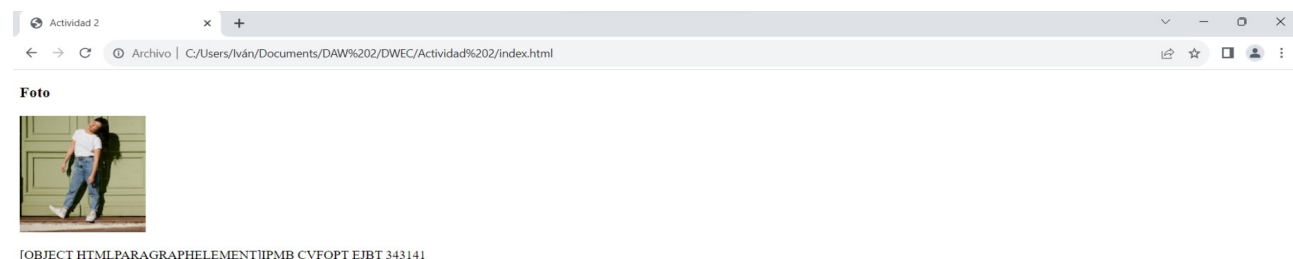 Actividad 2
Archivo | C:/Users/Iván/Documents/DAW%202/DWEC/Actividad%202/index.html
Foto
[OBJECT HTMLPARAGRAPHELEMENT]IPMB CVFOPT EJBT 343141